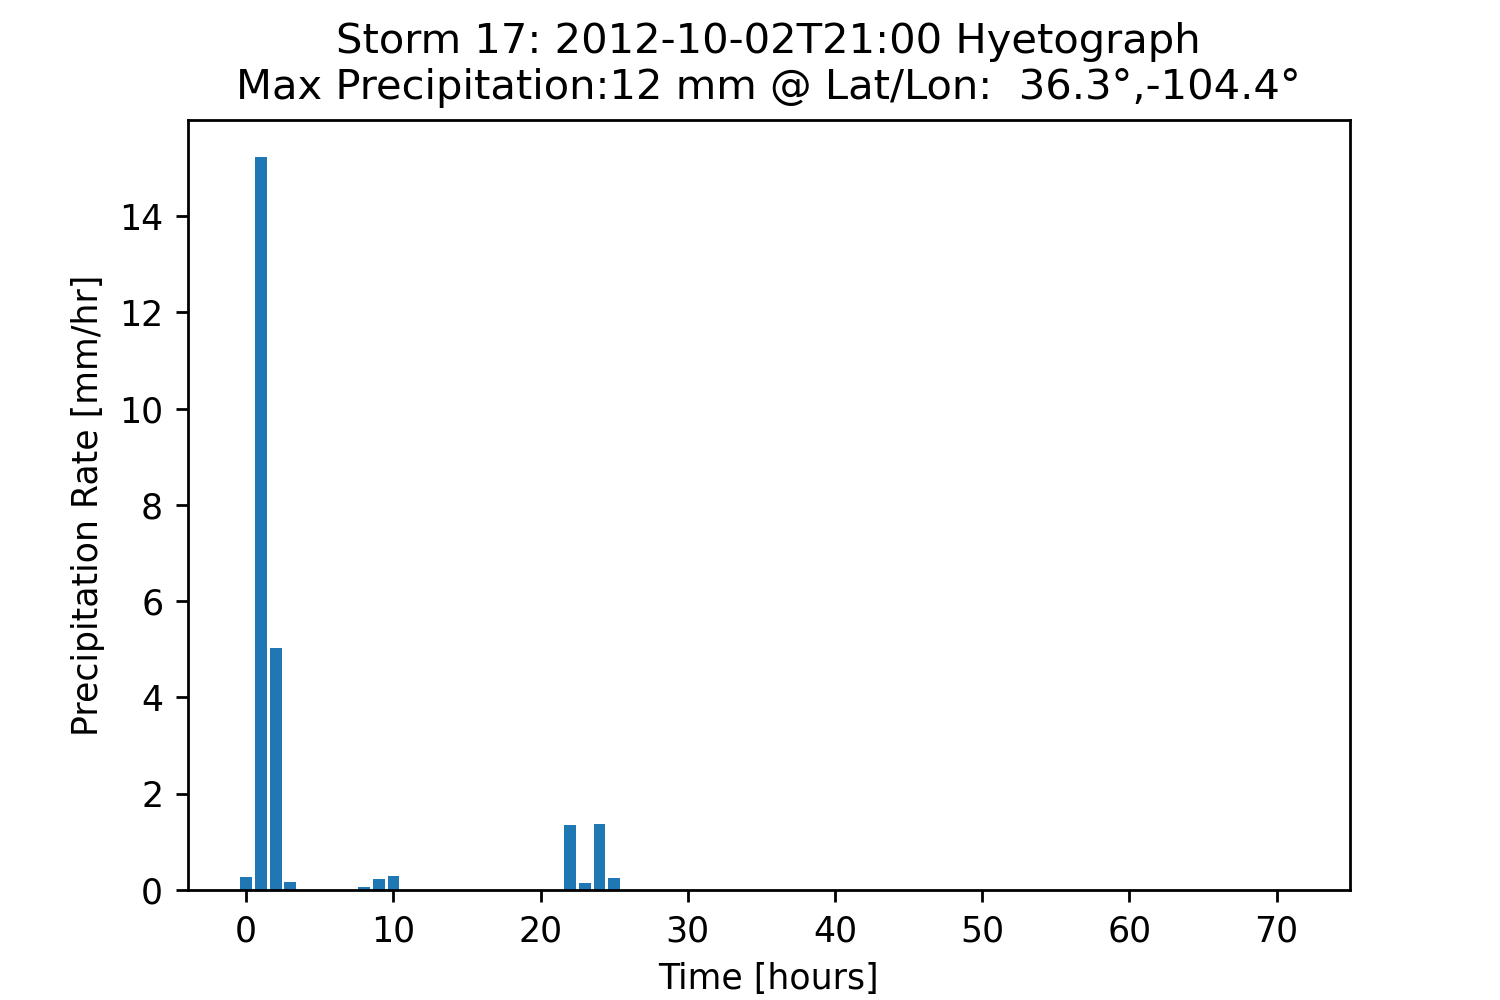 Storm 17: 2012-10-02T21:00 Hyetograph
Max Precipitation:12 mm @ Lat/Lon:  36.3°,-104.4°
Precipitation Rate [mm/hr]
14
12
10
8
6
4
2
0
0 10 20 30 40 50 60 70
Time [hours]